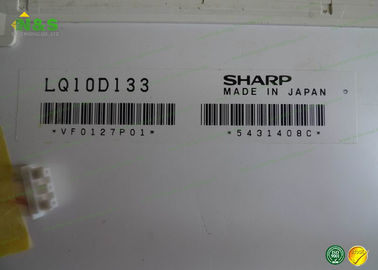 LQ10D133
SHARP
MADE IN JAPAN
*VF0127P01*
*5431408C*